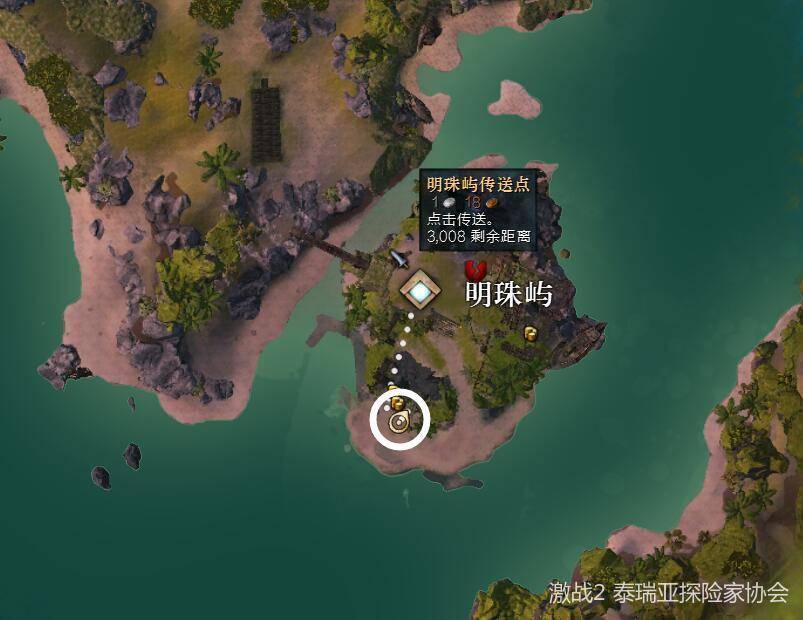 明珠屿传送点
1 18
点击传送。
3,008 剩余距离
明珠屿
激战2 泰瑞亚探险家协会